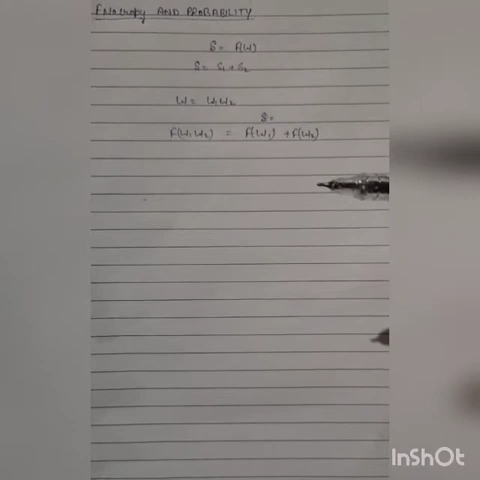 Entropy AND PROBABILITY
S = f(W)
S = S₁ + S₂
W = W₁W₂
S =
f(W₁W₂) = f(W₁) + f(W₂)
InShOt